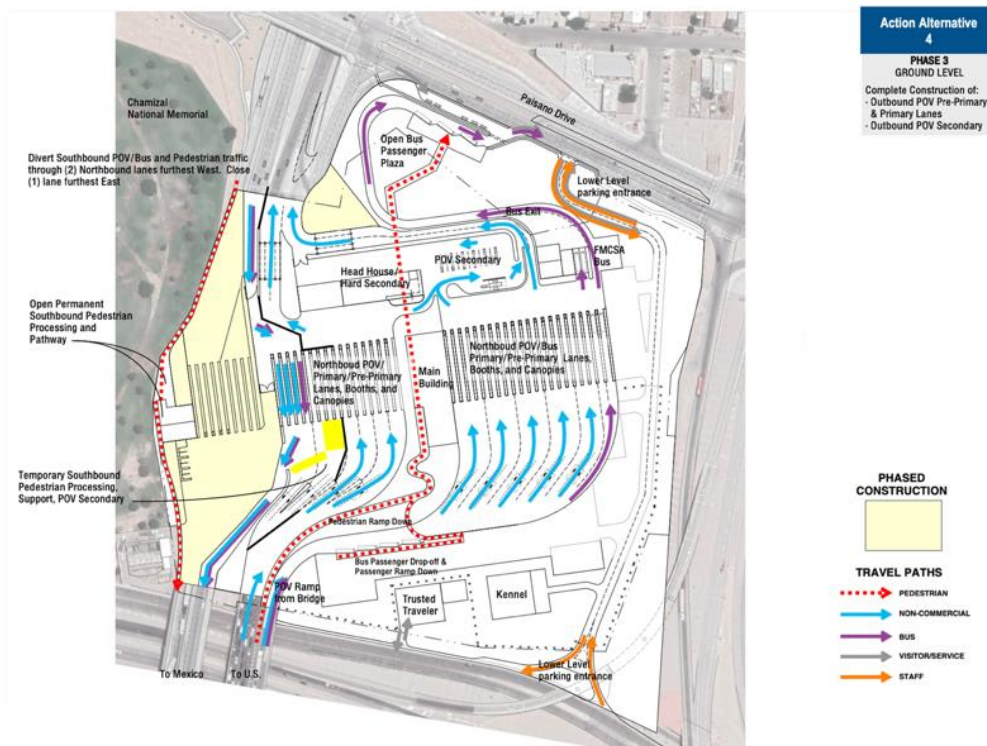 Action Alternative
4
PHASE 3
GROUND LEVEL
Complete Construction of:
- Outbound POV Pre-Primary
& Primary Lanes
- Outbound POV Secondary
Chamizal
National Memorial
Paisano Drive
Open Bus
Passenger
Plaza
Divert Southbound POV/Bus and Pedestrian traffic
through (2) Northbound lanes furthest West. Close
(1) lane furthest East
Lower Level
parking entrance
Bus Exit
FMCSA
Bus
POV Secondary
Head House/
Hard Secondary
Open Permanent
Southbound Pedestrian
Processing and
Pathway
Northboud POV/
Primary/Pre-Primary
Lanes, Booths, and
Canopies
Main
Building
Northboud POV/Bus
Primary/Pre-Primary Lanes,
Booths, and Canopies
Temporary Southbound
Pedestrian Processing,
Support, POV Secondary
Pedestrian Ramp Down
Bus Passenger Drop-off &
Passenger Ramp Down
POV Ramp
from Bridge
Trusted
Traveler
Kennel
To Mexico
To U.S.
Lower Level
parking entrance
PHASED
CONSTRUCTION
TRAVEL PATHS
PEDESTRIAN
NON-COMMERCIAL
BUS
VISITOR/SERVICE
STAFF